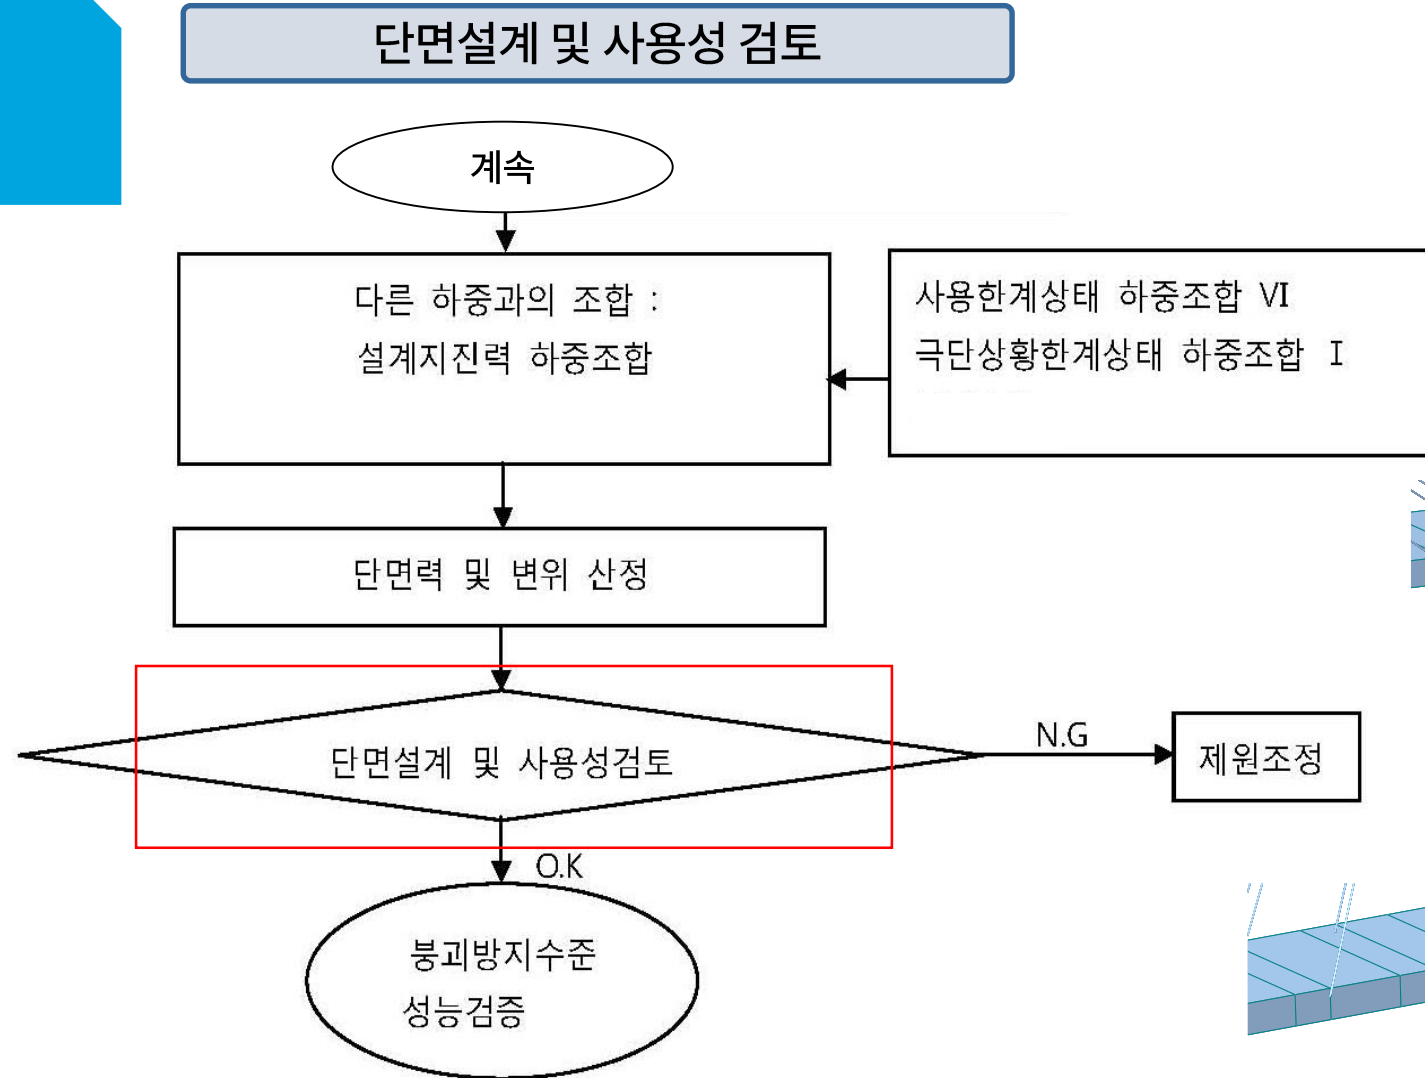 단면설계 및 사용성 검토
계속
다른 하중과의 조합 :
설계지진력 하중조합
사용한계상태 하중조합 VI
극단상황한계상태 하중조합 I
단면력 및 변위 산정
단면설계 및 사용성검토
N.G
제원조정
O.K
붕괴방지수준
성능검증